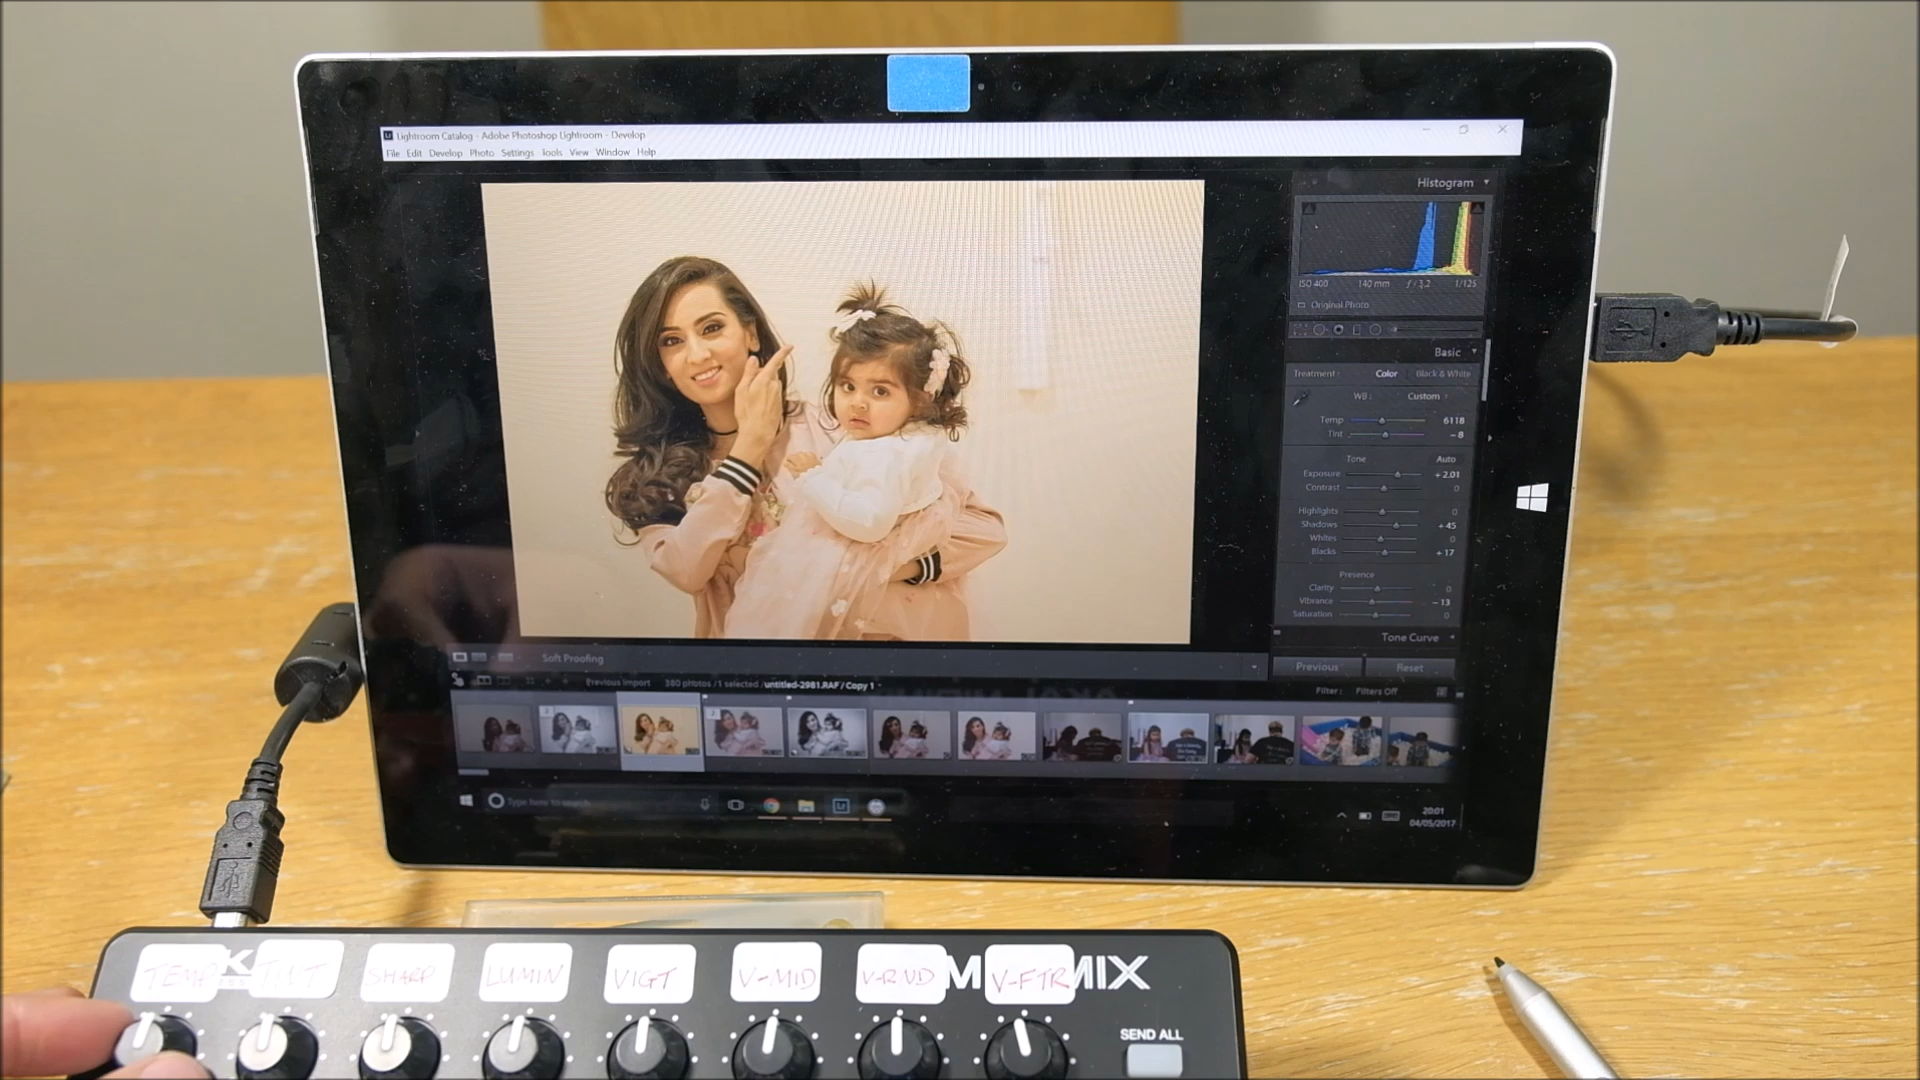 Lightroom Catalog - Adobe Photoshop Lightroom - Develop
File Edit Develop Photo Settings Tools View Window Help
Histogram
ISO 400 140 mm ƒ / 3.2 1/125
Original Photo
Basic
Treatment : Color Black & White
WB : Custom
Temp 6118
Tint - 8
Tone Auto
Exposure + 2.01
Contrast 0
Highlights 0
Shadows + 45
Whites 0
Blacks + 17
Presence
Clarity 0
Vibrance - 13
Saturation 0
Tone Curve
Soft Proofing
Previous Reset
Previous Import 380 photos / 1 selected / untitled-2981.RAF / Copy 1
Filter : Filters Off
Type here to search
20:01
04/05/2017
TEMP TINT SHARP LUMIN VIGT V-MID V-RND V-FTR
MIX
SEND ALL